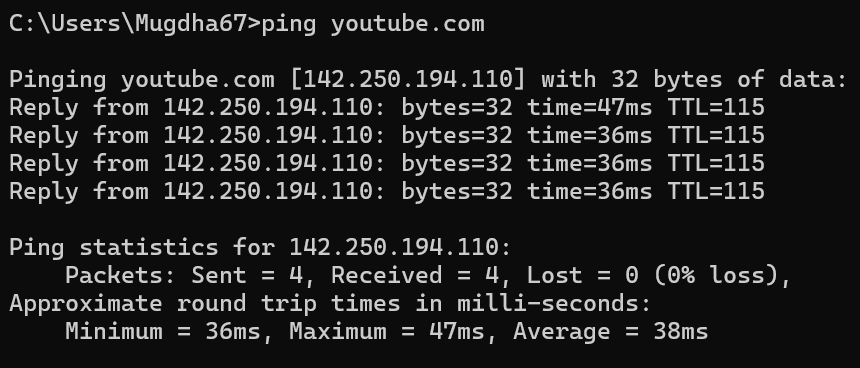 C:\Users\Mugdha67>ping youtube.com
Pinging youtube.com [142.250.194.110] with 32 bytes of data:
Reply from 142.250.194.110: bytes=32 time=47ms TTL=115
Reply from 142.250.194.110: bytes=32 time=36ms TTL=115
Reply from 142.250.194.110: bytes=32 time=36ms TTL=115
Reply from 142.250.194.110: bytes=32 time=36ms TTL=115
Ping statistics for 142.250.194.110:
    Packets: Sent = 4, Received = 4, Lost = 0 (0% loss),
Approximate round trip times in milli-seconds:
    Minimum = 36ms, Maximum = 47ms, Average = 38ms